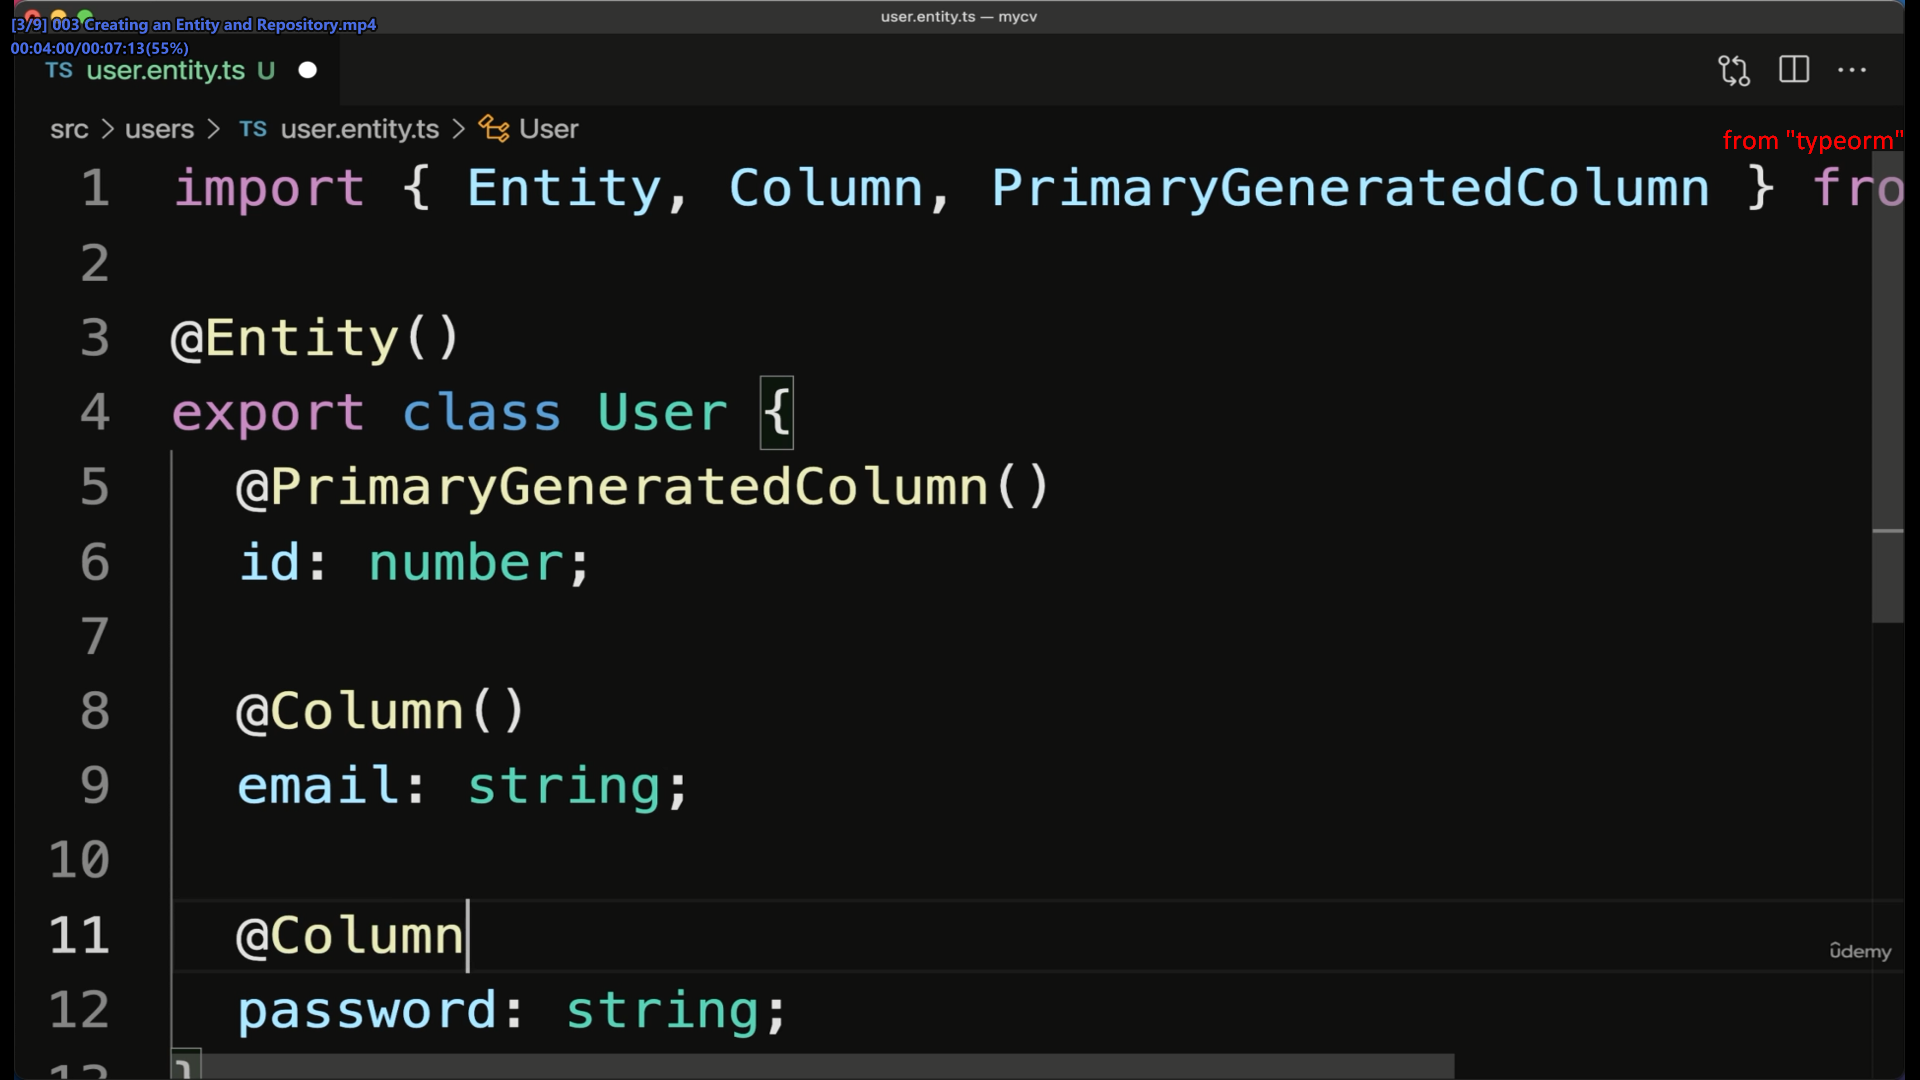 user.entity.ts — mycv
[3/9] 003 Creating an Entity and Repository.mp4
00:04:00/00:07:13(55%)
TS user.entity.ts U
src > users > TS user.entity.ts > User
from "typeorm"
1 import { Entity, Column, PrimaryGeneratedColumn } fro
2
3 @Entity()
4 export class User {
5 @PrimaryGeneratedColumn()
6 id: number;
7
8 @Column()
9 email: string;
10
11 @Column
ûdemy
12 password: string;
13 }